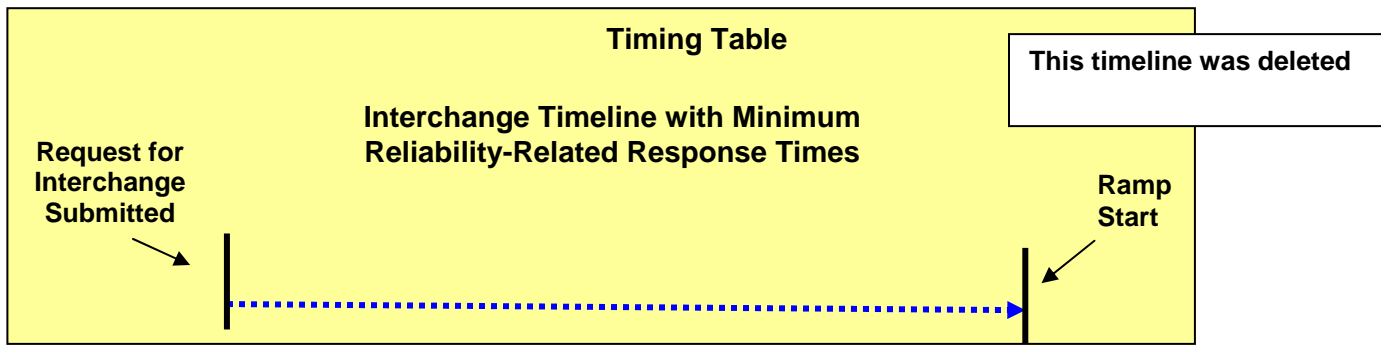 Timing Table
This timeline was deleted
Interchange Timeline with Minimum
Reliability-Related Response Times
Request for
Interchange
Submitted
Ramp
Start